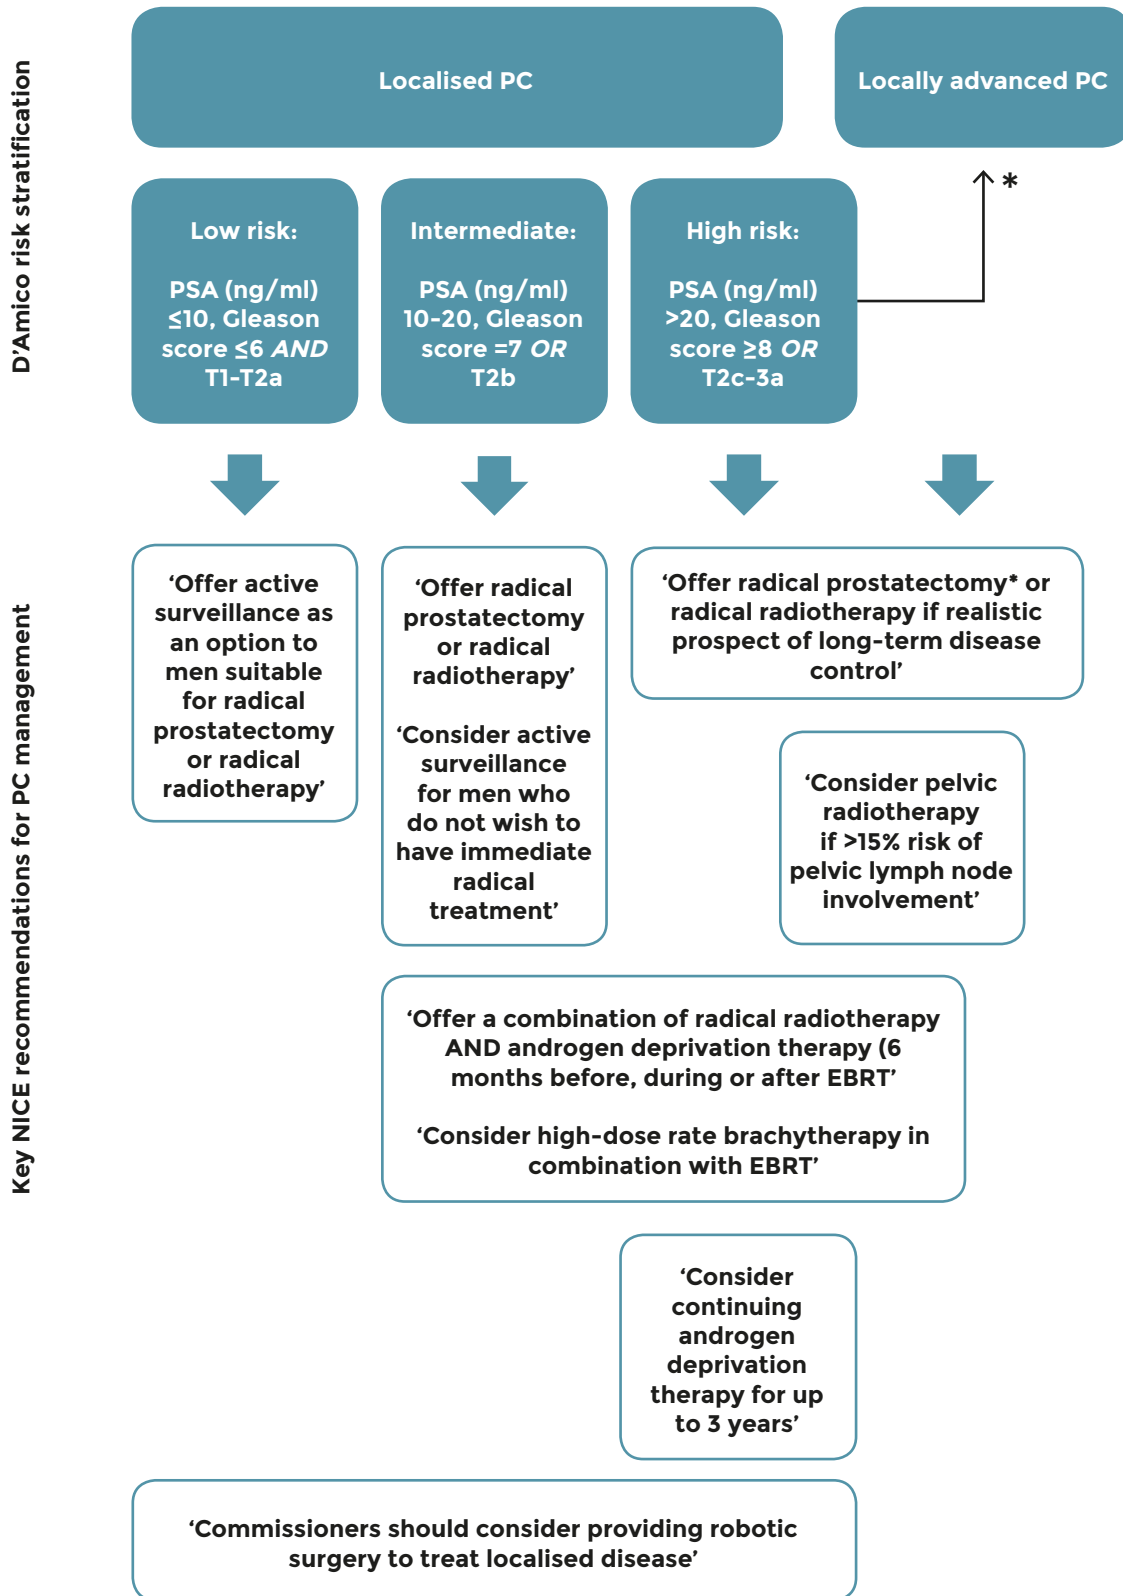 D'Amico risk stratification
Localised PC
Locally advanced PC
*
Low risk:
PSA (ng/ml)
≤10, Gleason
score ≤6 AND
T1-T2a
Intermediate:
PSA (ng/ml)
10-20, Gleason
score =7 OR
T2b
High risk:
PSA (ng/ml)
>20, Gleason
score ≥8 OR
T2c-3a
Key NICE recommendations for PC management
‘Offer active
surveillance as
an option to
men suitable
for radical
prostatectomy
or radical
radiotherapy’
‘Offer radical
prostatectomy
or radical
radiotherapy’
‘Consider active
surveillance
for men who
do not wish to
have immediate
radical
treatment’
‘Offer radical prostatectomy* or
radical radiotherapy if realistic
prospect of long-term disease
control’
‘Consider pelvic
radiotherapy
if >15% risk of
pelvic lymph node
involvement’
‘Offer a combination of radical radiotherapy
AND androgen deprivation therapy (6
months before, during or after EBRT’
‘Consider high-dose rate brachytherapy in
combination with EBRT’
‘Consider
continuing
androgen
deprivation
therapy for up
to 3 years’
‘Commissioners should consider providing robotic
surgery to treat localised disease’